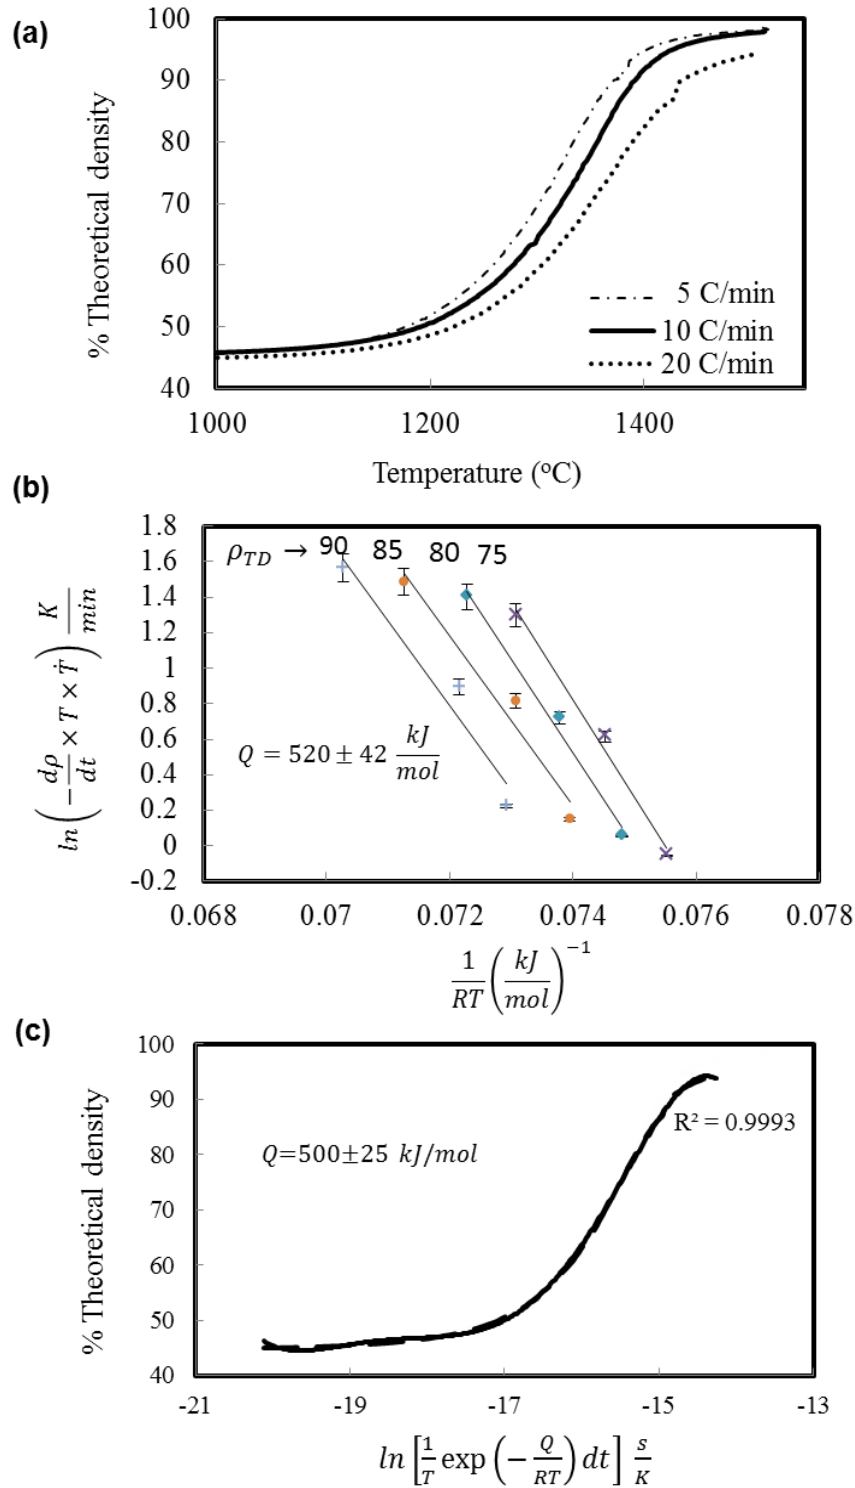 (a)
100
90
80
70
60
50
40
% Theoretical density
5 C/min
10 C/min
20 C/min
1000
1200
1400
Temperature (°C)
(b)
1.8
1.6
1.4
1.2
1
0.8
0.6
0.4
0.2
0
-0.2
ln(-dρ/dt × T × Ṫ) K/min
ρ_TD → 90 85 80 75
Q = 520 ± 42 kJ/mol
0.068
0.07
0.072
0.074
0.076
0.078
1/RT (kJ/mol)^-1
(c)
100
90
80
70
60
50
40
% Theoretical density
R² = 0.9993
Q=500±25 kJ/mol
-21
-19
-17
-15
-13
ln [1/T exp(-Q/RT) dt] s/K